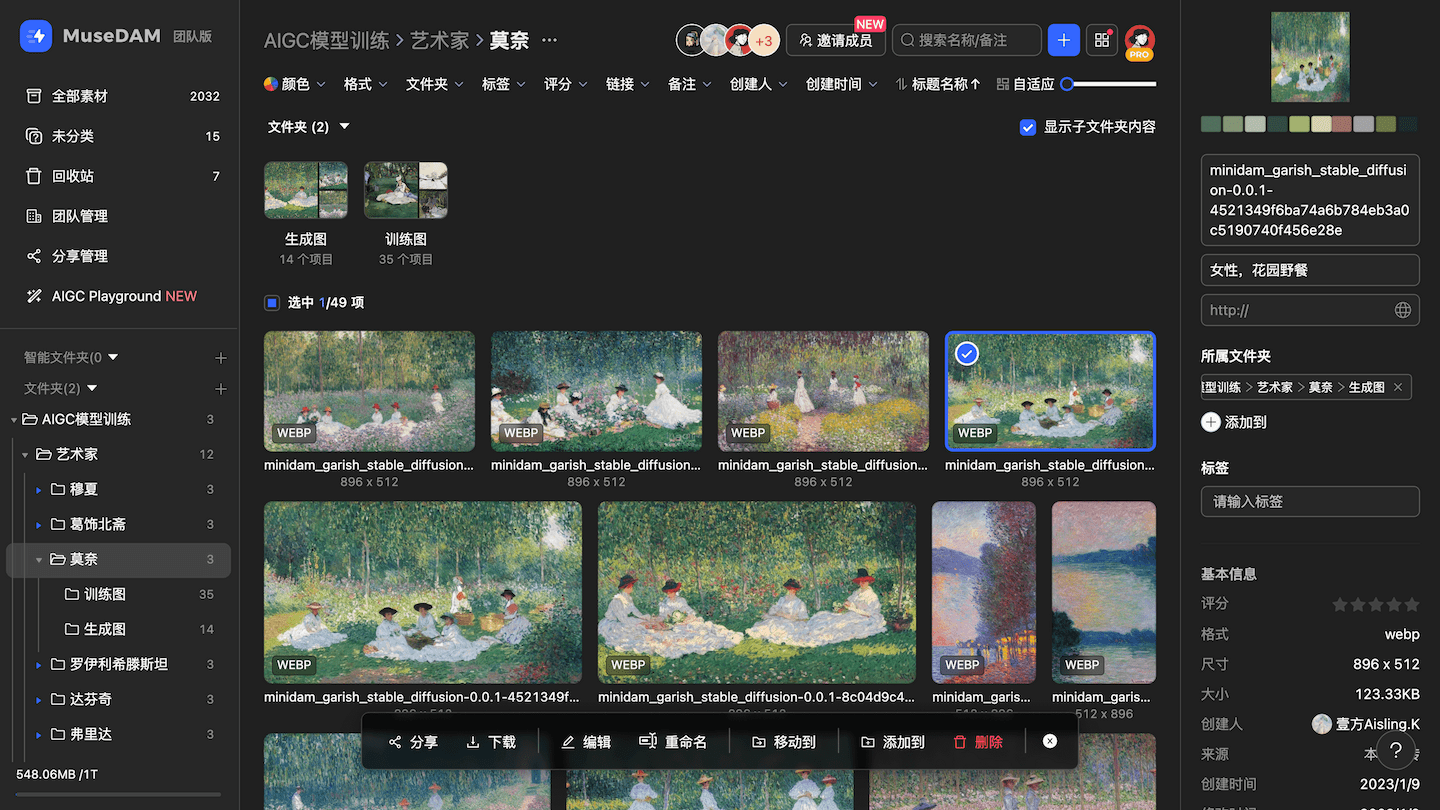 MuseDAM 团队版
全部素材 2032
未分类 15
回收站 7
团队管理
分享管理
AIGC Playground NEW
智能文件夹(0
文件夹(2)
AIGC模型训练 3
艺术家 12
穆夏 3
葛饰北斋 3
莫奈 3
训练图 35
生成图 14
罗伊利希滕斯坦 3
达芬奇 3
弗里达 3
548.06MB /1T
AIGC模型训练 > 艺术家 > 莫奈 ···
+3
邀请成员
NEW
搜索名称/备注
PRO
颜色 格式 文件夹 标签 评分 链接 备注 创建人 创建时间 标题名称↑ 自适应
文件夹 (2)
显示子文件夹内容
生成图
14 个项目
训练图
35 个项目
选中 1/49 项
WEBP
WEBP
WEBP
WEBP
minidam_garish_stable_diffusion...
minidam_garish_stable_diffusion...
minidam_garish_stable_diffusion...
minidam_garish_stable_diffusion...
896 x 512
896 x 512
896 x 512
896 x 512
WEBP
WEBP
WEBP
WEBP
minidam_garish_stable_diffusion-0.0.1-4521349f...
minidam_garish_stable_diffusion-0.0.1-8c04d9c4...
minidam_garis...
minidam_garis...
512 x 896
分享 下载 编辑 重命名 移动到 添加到 删除
minidam_garish_stable_diffusi
on-0.0.1-
4521349f6ba74a6b784eb3a0
c5190740f456e28e
女性，花园野餐
http://
所属文件夹
型训练 > 艺术家 > 莫奈 > 生成图
添加到
标签
请输入标签
基本信息
评分
格式 webp
尺寸 896 x 512
大小 123.33KB
创建人 壹方Aisling.K
来源
创建时间 2023/1/9
?